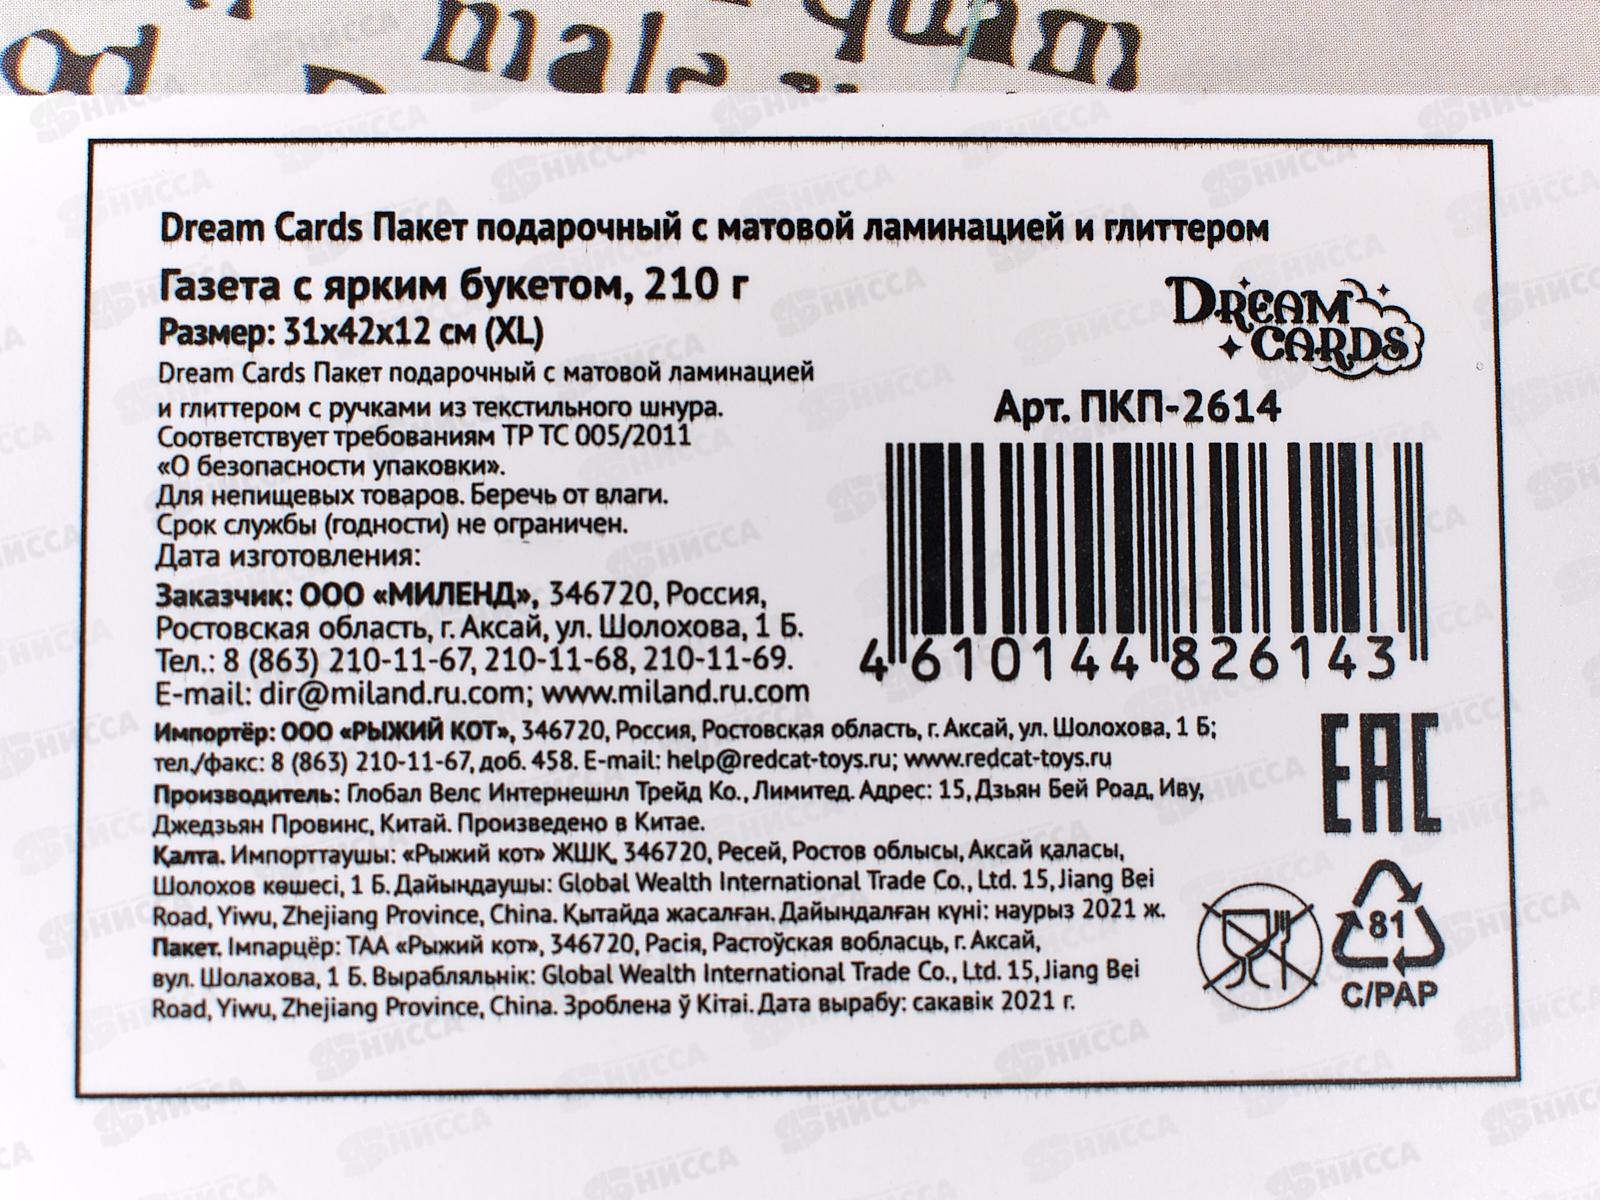 od male quam
Dream Cards Пакет подарочный с матовой ламинацией и глиттером
Газета с ярким букетом, 210 г
Размер: 31x42x12 см (XL)
DREAM
CARDS
Dream Cards Пакет подарочный с матовой ламинацией
и глиттером с ручками из текстильного шнура.
Соответствует требованиям ТР ТС 005/2011
«О безопасности упаковки».
Для непищевых товаров. Беречь от влаги.
Срок службы (годности) не ограничен.
Дата изготовления:
Арт. ПКП-2614
4 610144 826143
Заказчик: ООО «МИЛЕНД», 346720, Россия,
Ростовская область, г. Аксай, ул. Шолохова, 1 Б.
Тел.: 8 (863) 210-11-67, 210-11-68, 210-11-69.
E-mail: dir@miland.ru.com; www.miland.ru.com
Импортёр: ООО «РЫЖИЙ КОТ», 346720, Россия, Ростовская область, г. Аксай, ул. Шолохова, 1 Б;
тел./факс: 8 (863) 210-11-67, доб. 458. E-mail: help@redcat-toys.ru; www.redcat-toys.ru
Производитель: Глобал Велс Интернешнл Трейд Ко., Лимитед. Адрес: 15, Дзьян Бей Роад, Иву,
Джедзьян Провинс, Китай. Произведено в Китае.
Қалта. Импорттаушы: «Рыжий кот» ЖШҚ, 346720, Ресей, Ростов облысы, Аксай қаласы,
Шолохов көшесі, 1 Б. Дайындаушы: Global Wealth International Trade Co., Ltd. 15, Jiang Bei
Road, Yiwu, Zhejiang Province, China. Қытайда жасалған. Дайындалған күні: наурыз 2021 ж.
Пакет. Імпарцёр: ТАА «Рыжий кот», 346720, Расія, Растоўская вобласць, г. Аксай,
вул. Шолахова, 1 Б. Вырабляльнік: Global Wealth International Trade Co., Ltd. 15, Jiang Bei
Road, Yiwu, Zhejiang Province, China. Зроблена ў Кітаі. Дата вырабу: сакавік 2021 г.
EAC
81
C/PAP
НИССА